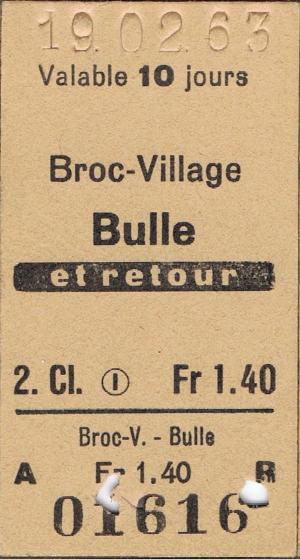 19.02.63
Valable 10 jours
Broc-Village
Bulle
et retour
2. Cl. ① Fr 1.40
Broc-V. - Bulle
A Fr 1.40 R
01616